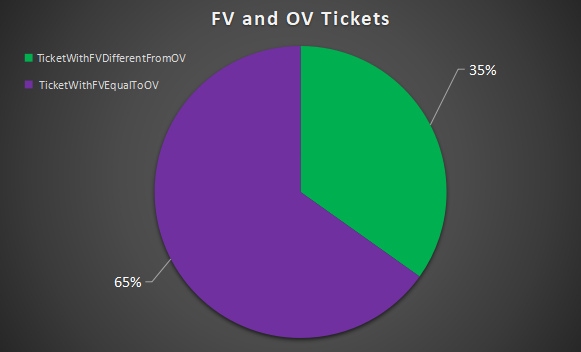 FV and OV Tickets
TicketWithFVDifferentFromOV
TicketWithFVEqualToOV
35%
65%